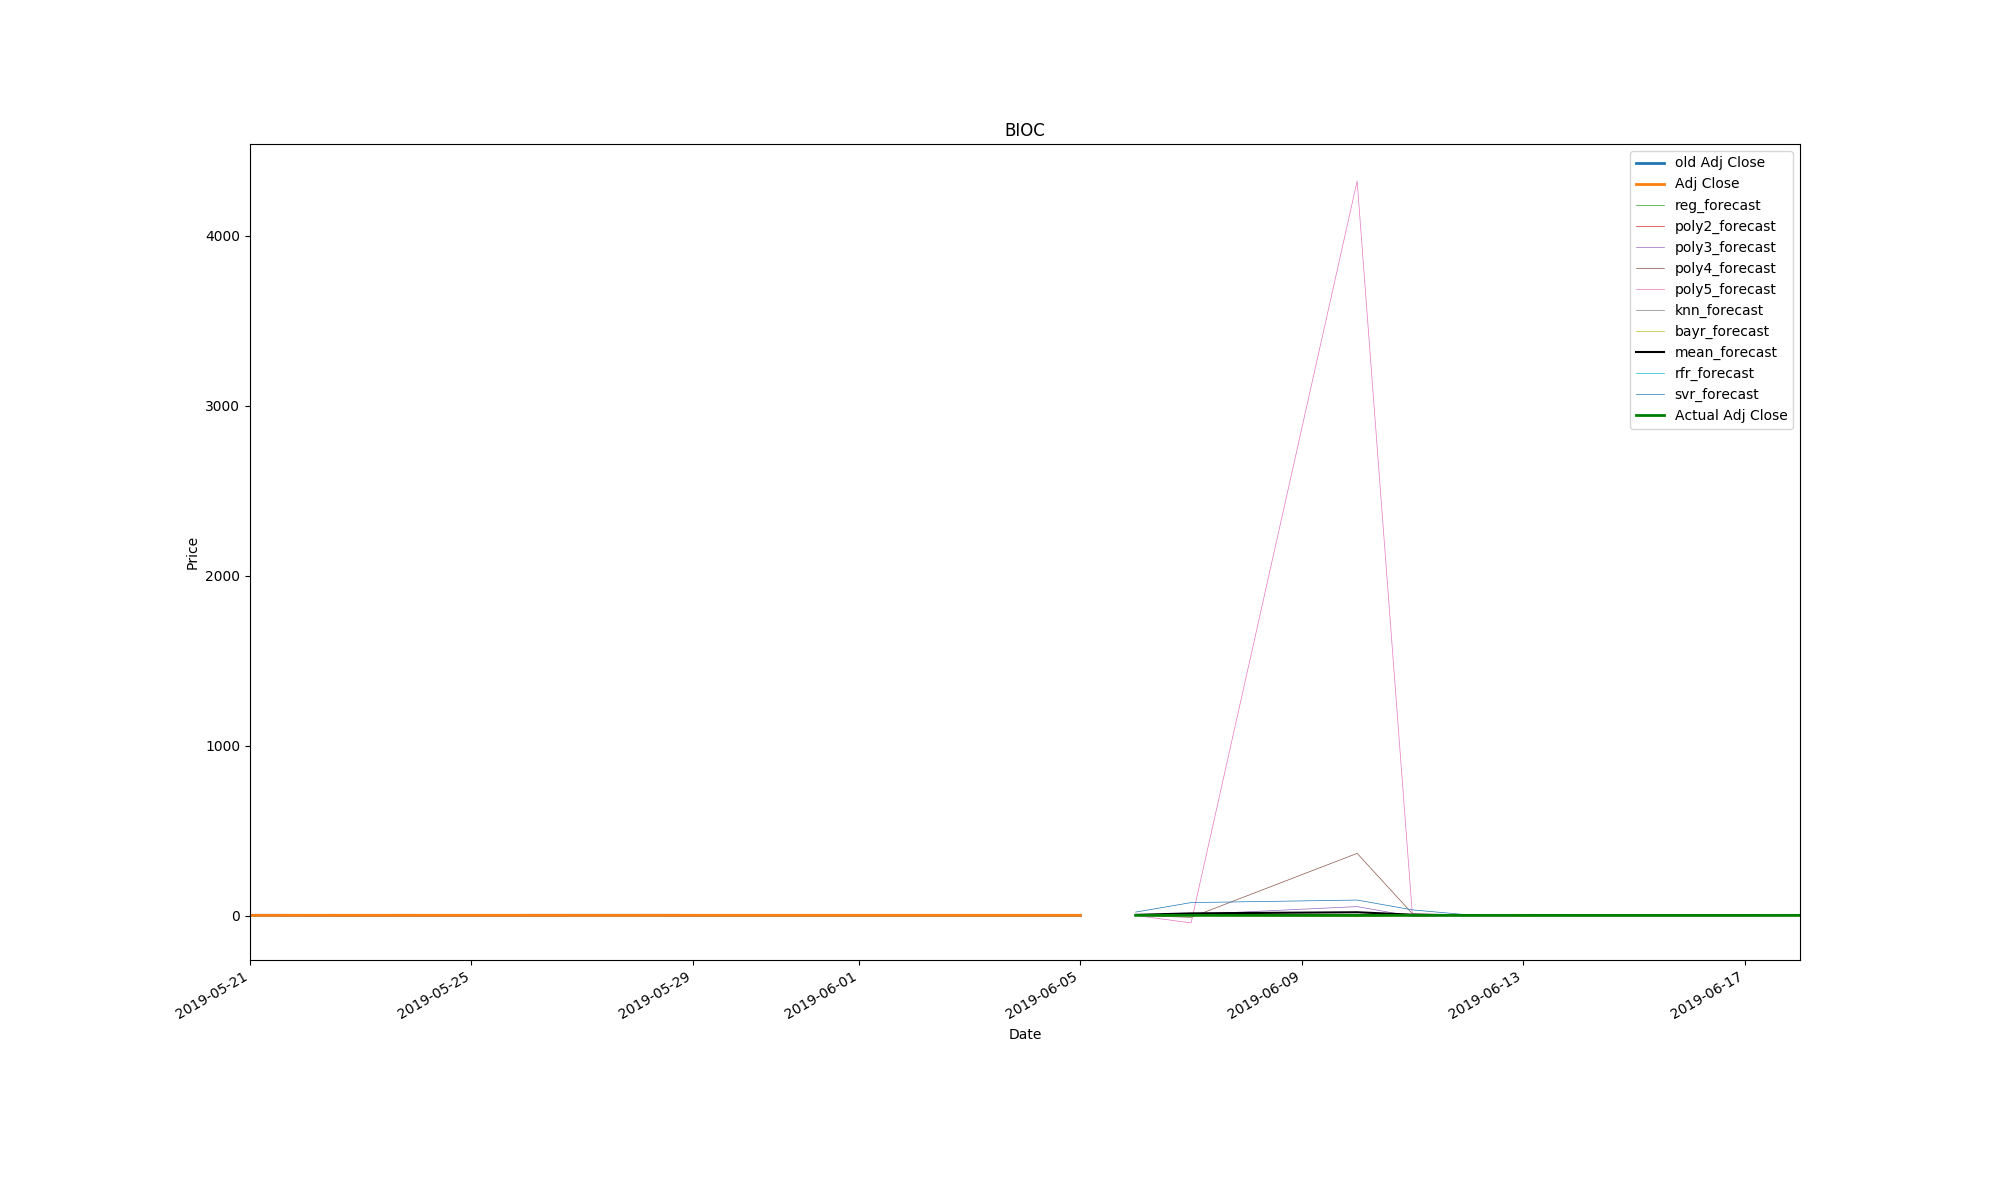 BIOC
old Adj Close
Adj Close
reg_forecast
poly2_forecast
poly3_forecast
poly4_forecast
poly5_forecast
knn_forecast
bayr_forecast
mean_forecast
rfr_forecast
svr_forecast
Actual Adj Close
4000
3000
2000
1000
0
Price
2019-05-21
2019-05-25
2019-05-29
2019-06-01
2019-06-05
2019-06-09
2019-06-13
2019-06-17
Date